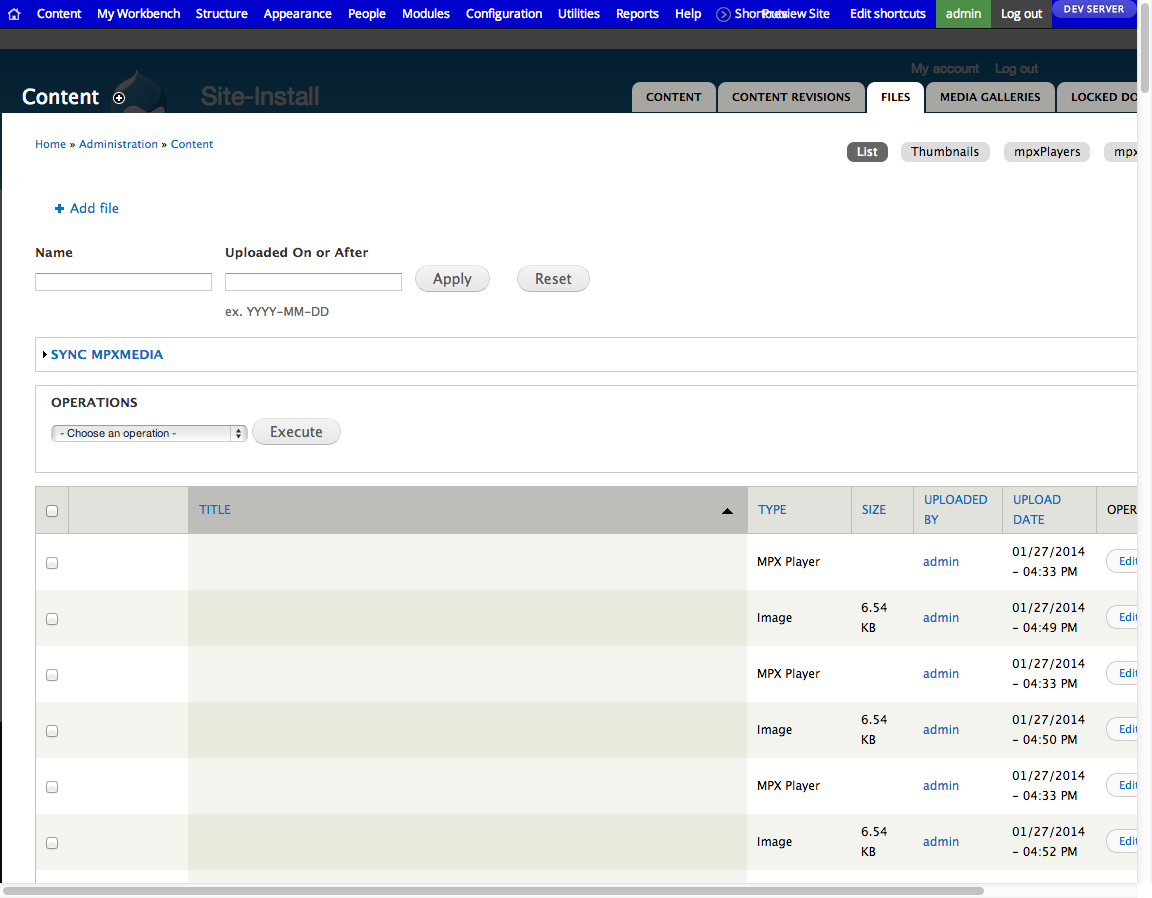 Content My Workbench Structure Appearance People Modules Configuration Utilities Reports Help Shortcuts Preview Site Edit shortcuts admin Log out DEV SERVER
My account Log out
Content Site-Install
CONTENT CONTENT REVISIONS FILES MEDIA GALLERIES LOCKED DO
Home » Administration » Content
List Thumbnails mpxPlayers mpx
Add file
Name Uploaded On or After
Apply Reset
ex. YYYY-MM-DD
SYNC MPXMEDIA
OPERATIONS
- Choose an operation - Execute
TITLE TYPE SIZE UPLOADED BY UPLOAD DATE OPER
MPX Player admin 01/27/2014 - 04:33 PM Edit
Image 6.54 KB admin 01/27/2014 - 04:49 PM Edit
MPX Player admin 01/27/2014 - 04:33 PM Edit
Image 6.54 KB admin 01/27/2014 - 04:50 PM Edit
MPX Player admin 01/27/2014 - 04:33 PM Edit
Image 6.54 KB admin 01/27/2014 - 04:52 PM Edit